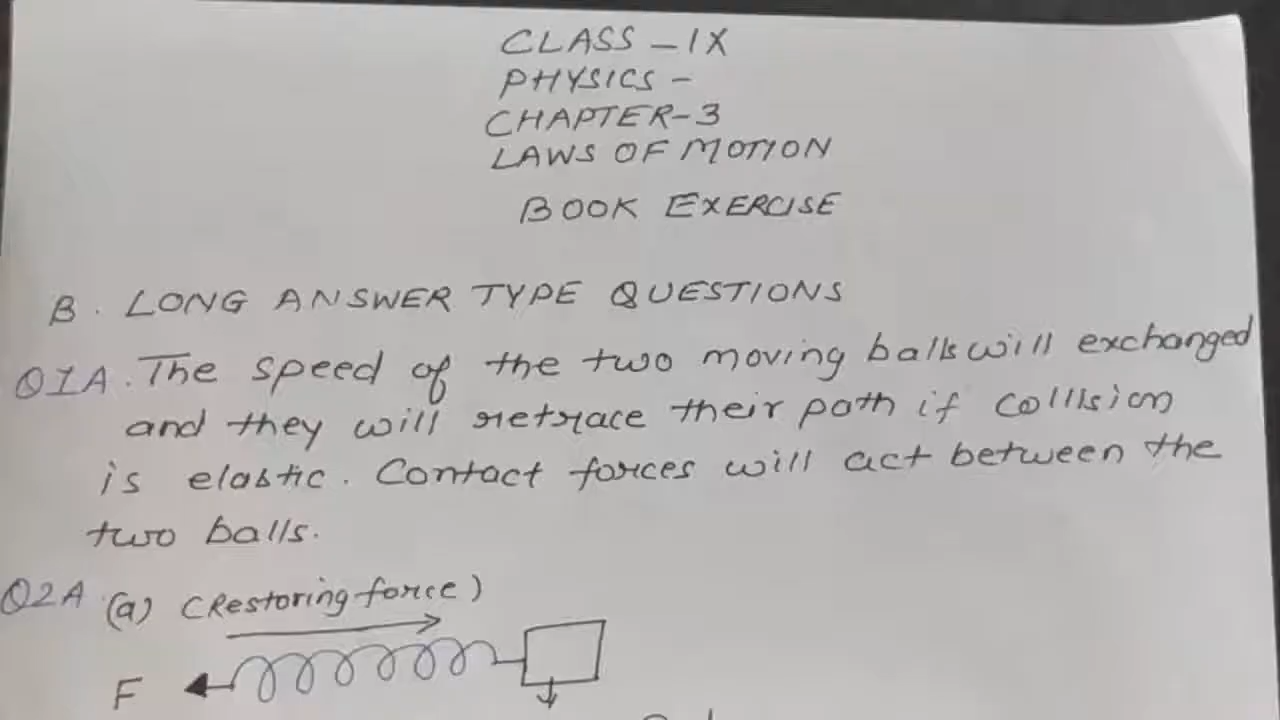 CLASS - IX
PHYSICS -
CHAPTER-3
LAWS OF MOTION
BOOK EXERCISE
B. LONG ANSWER TYPE QUESTIONS
Q1A. The speed of the two moving balls will exchanged
and they will retrace their path if collision
is elastic. Contact forces will act between the
two balls.
Q2A (a) (Restoring force)
F